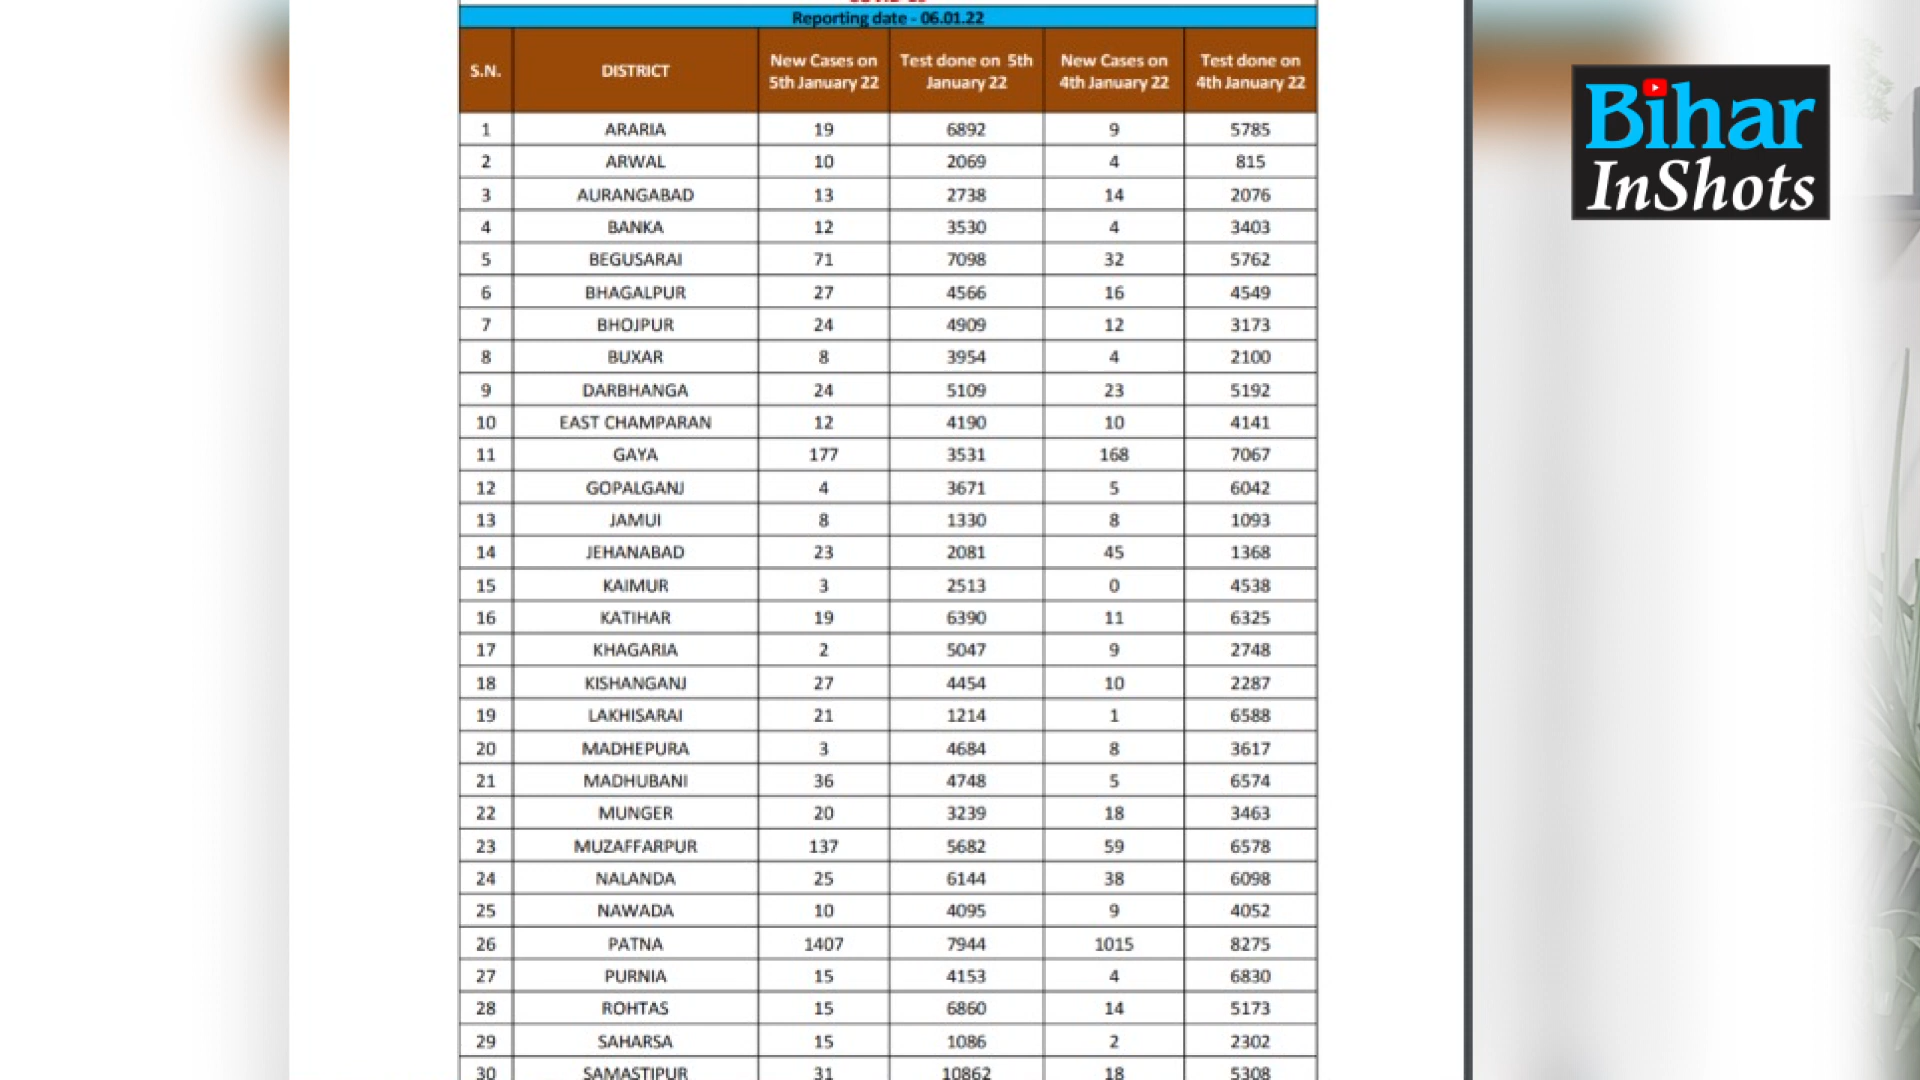 Reporting date - 06.01.22
S.N. DISTRICT New Cases on 5th January 22 Test done on 5th January 22 New Cases on 4th January 22 Test done on 4th January 22
1 ARARIA 19 6892 9 5785
2 ARWAL 10 2069 4 815
3 AURANGABAD 13 2738 14 2076
4 BANKA 12 3530 4 3403
5 BEGUSARAI 71 7098 32 5762
6 BHAGALPUR 27 4566 16 4549
7 BHOJPUR 24 4909 12 3173
8 BUXAR 8 3954 4 2100
9 DARBHANGA 24 5109 23 5192
10 EAST CHAMPARAN 12 4190 10 4141
11 GAYA 177 3531 168 7067
12 GOPALGANJ 4 3671 5 6042
13 JAMUI 8 1330 8 1093
14 JEHANABAD 23 2081 45 1368
15 KAIMUR 3 2513 0 4538
16 KATIHAR 19 6390 11 6325
17 KHAGARIA 2 5047 9 2748
18 KISHANGANJ 27 4454 10 2287
19 LAKHISARAI 21 1214 1 6588
20 MADHEPURA 3 4684 8 3617
21 MADHUBANI 36 4748 5 6574
22 MUNGER 20 3239 18 3463
23 MUZAFFARPUR 137 5682 59 6578
24 NALANDA 25 6144 38 6098
25 NAWADA 10 4095 9 4052
26 PATNA 1407 7944 1015 8275
27 PURNIA 15 4153 4 6830
28 ROHTAS 15 6860 14 5173
29 SAHARSA 15 1086 2 2302
30 SAMASTIPUR 31 10862 18 5308
Bihar
InShots